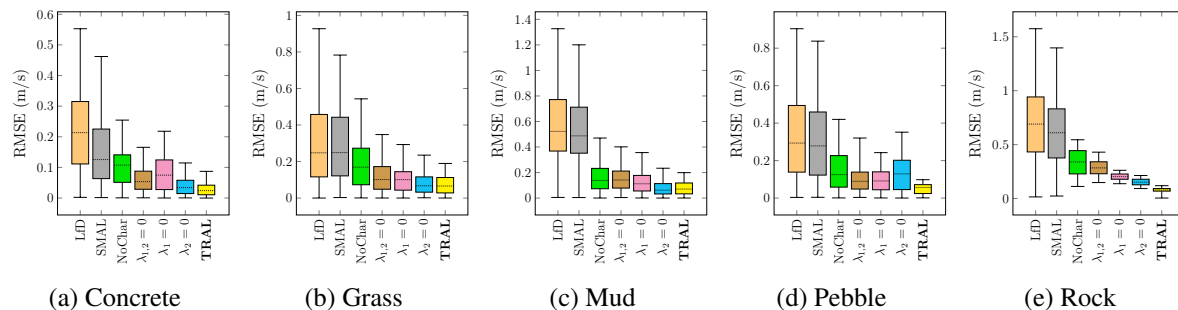 RMSE (m/s)
0.6
0.5
0.4
0.3
0.2
0.1
0
LfD
SMAL
NoChar
λ₁,₂ = 0
λ₁ = 0
λ₂ = 0
TRAL
(a) Concrete
RMSE (m/s)
1
0.8
0.6
0.4
0.2
0
LfD
SMAL
NoChar
λ₁,₂ = 0
λ₁ = 0
λ₂ = 0
TRAL
(b) Grass
RMSE (m/s)
1.4
1.2
1
0.8
0.6
0.4
0.2
0
LfD
SMAL
NoChar
λ₁,₂ = 0
λ₁ = 0
λ₂ = 0
TRAL
(c) Mud
RMSE (m/s)
0.8
0.6
0.4
0.2
0
LfD
SMAL
NoChar
λ₁,₂ = 0
λ₁ = 0
λ₂ = 0
TRAL
(d) Pebble
RMSE (m/s)
1.5
1
0.5
0
LfD
SMAL
NoChar
λ₁,₂ = 0
λ₁ = 0
λ₂ = 0
TRAL
(e) Rock